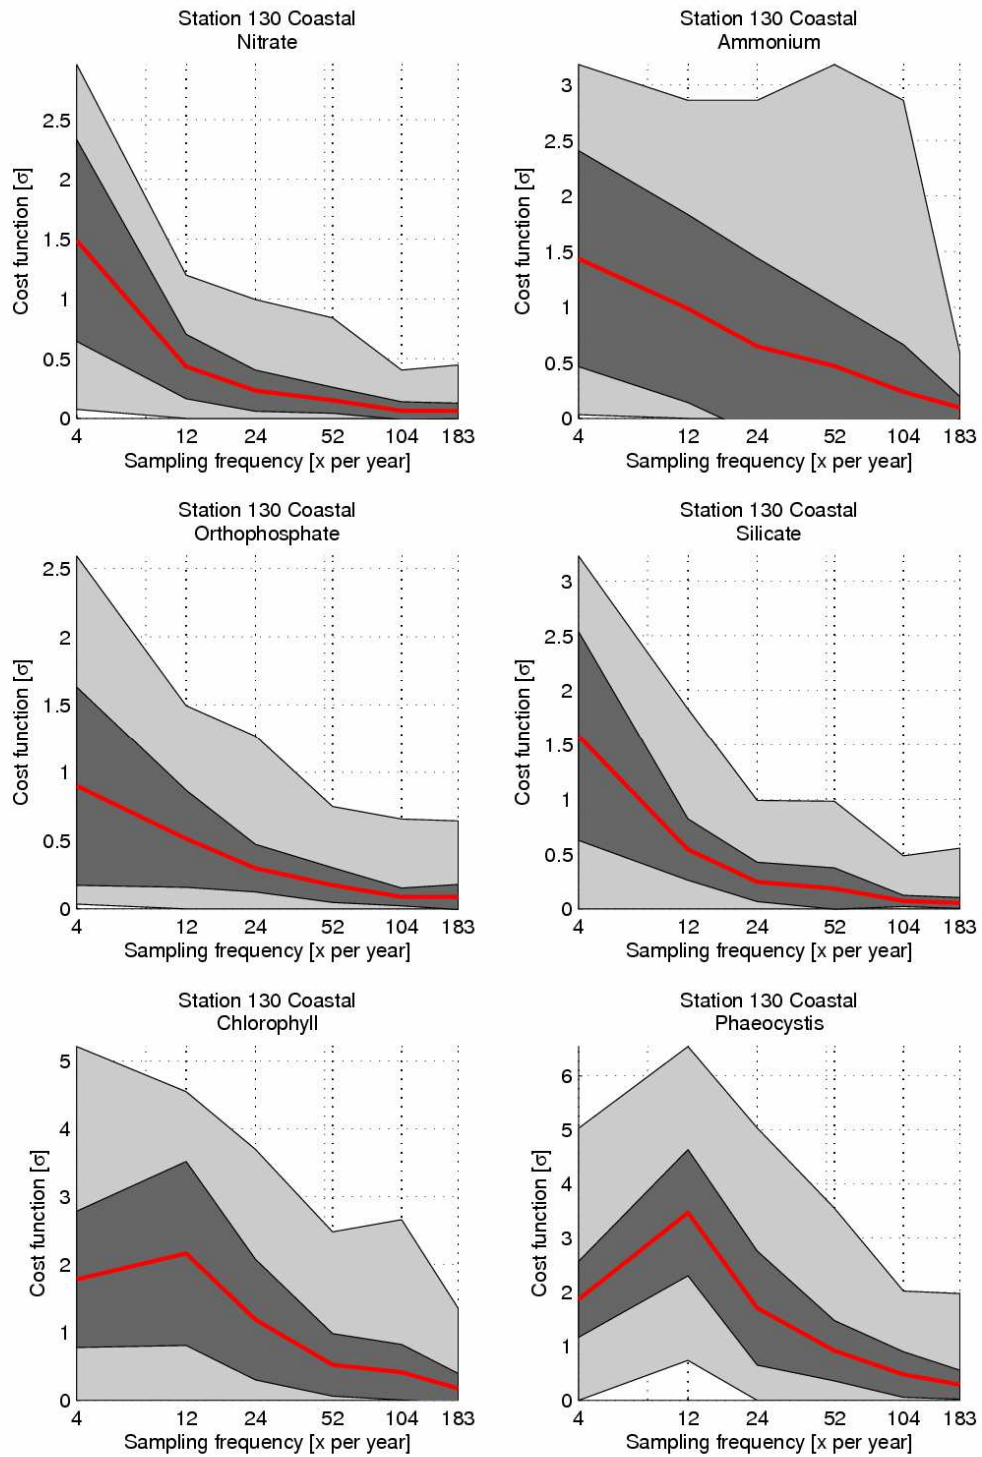 Station 130 Coastal
Nitrate
2.5
2
1.5
1
0.5
0
Cost function [σ]
4 12 24 52 104 183
Sampling frequency [x per year]
Station 130 Coastal
Ammonium
3
2.5
2
1.5
1
0.5
0
Cost function [σ]
4 12 24 52 104 183
Sampling frequency [x per year]
Station 130 Coastal
Orthophosphate
2.5
2
1.5
1
0.5
0
Cost function [σ]
4 12 24 52 104 183
Sampling frequency [x per year]
Station 130 Coastal
Silicate
3
2.5
2
1.5
1
0.5
0
Cost function [σ]
4 12 24 52 104 183
Sampling frequency [x per year]
Station 130 Coastal
Chlorophyll
5
4
3
2
1
0
Cost function [σ]
4 12 24 52 104 183
Sampling frequency [x per year]
Station 130 Coastal
Phaeocystis
6
5
4
3
2
1
0
Cost function [σ]
4 12 24 52 104 183
Sampling frequency [x per year]